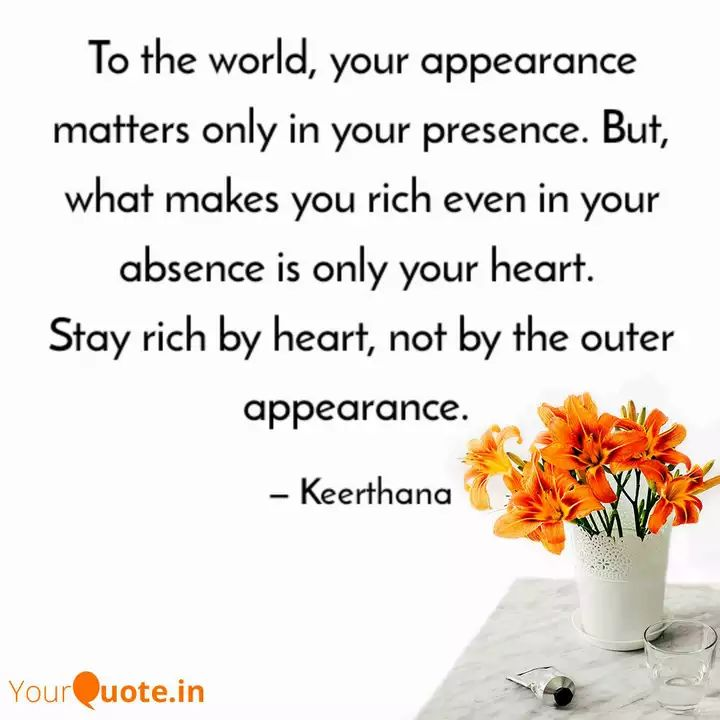 To the world, your appearance
matters only in your presence. But,
what makes you rich even in your
absence is only your heart.
Stay rich by heart, not by the outer
appearance.
– Keerthana
YourQuote.in